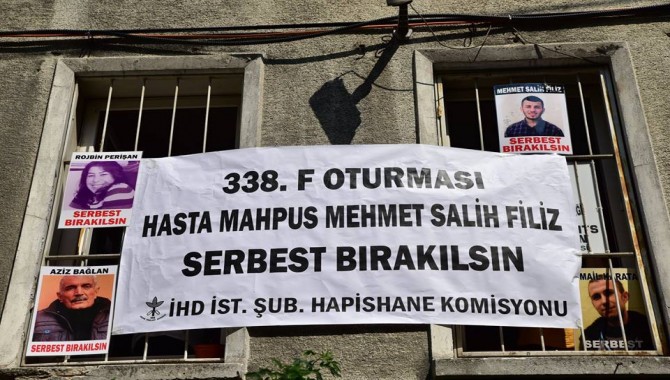 MEHMET SALİH FİLİZ
SERBEST BIRAKILSIN
ROJBİN PERİŞAN
SERBEST BIRAKILSIN
338. F OTURMASI
HASTA MAHPUS MEHMET SALİH FİLİZ
SERBEST BIRAKILSIN
İHD İST. ŞUB. HAPİSHANE KOMİSYONU
AZİZ BAĞLAN
SERBEST BIRAKILSIN
RATA
SERBEST